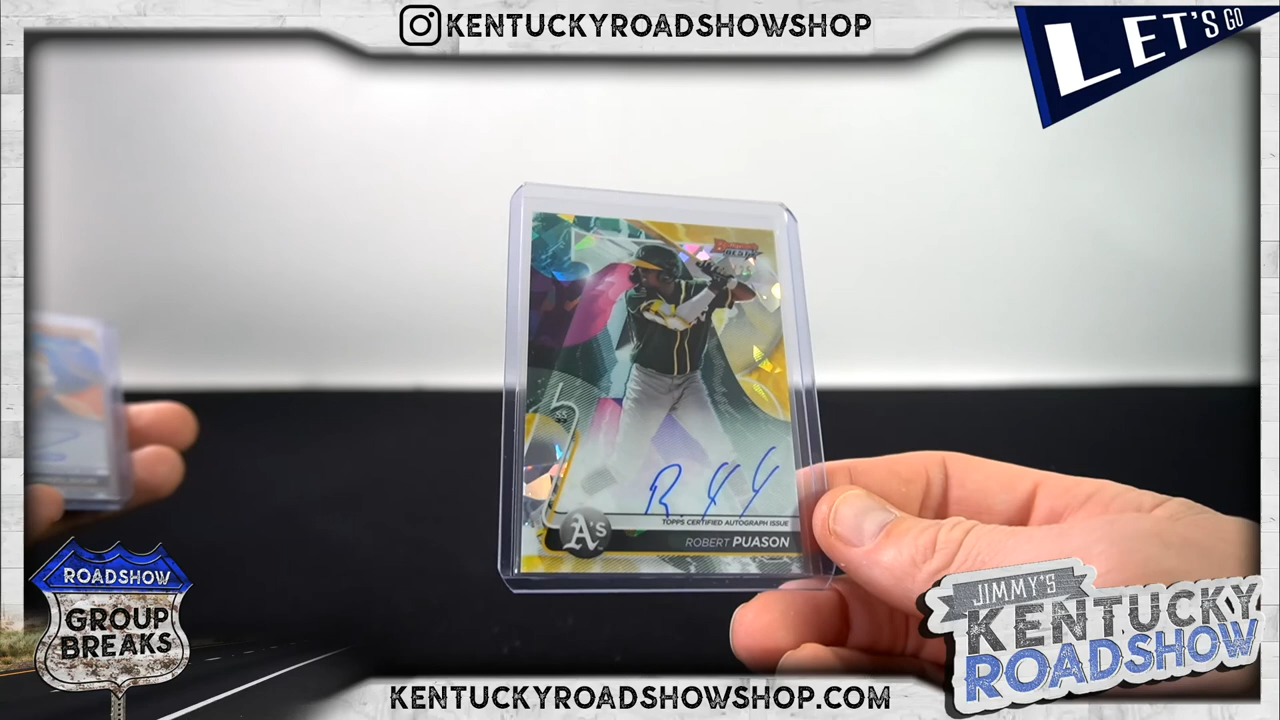 KENTUCKYROADSHOWSHOP
LET'S GO
BOWMAN'S
BEST
TOPPS CERTIFIED AUTOGRAPH ISSUE
A's
ROBERT PUASON
ROADSHOW
GROUP
BREAKS
JIMMY'S
KENTUCKY
ROADSHOW
KENTUCKYROADSHOWSHOP.COM